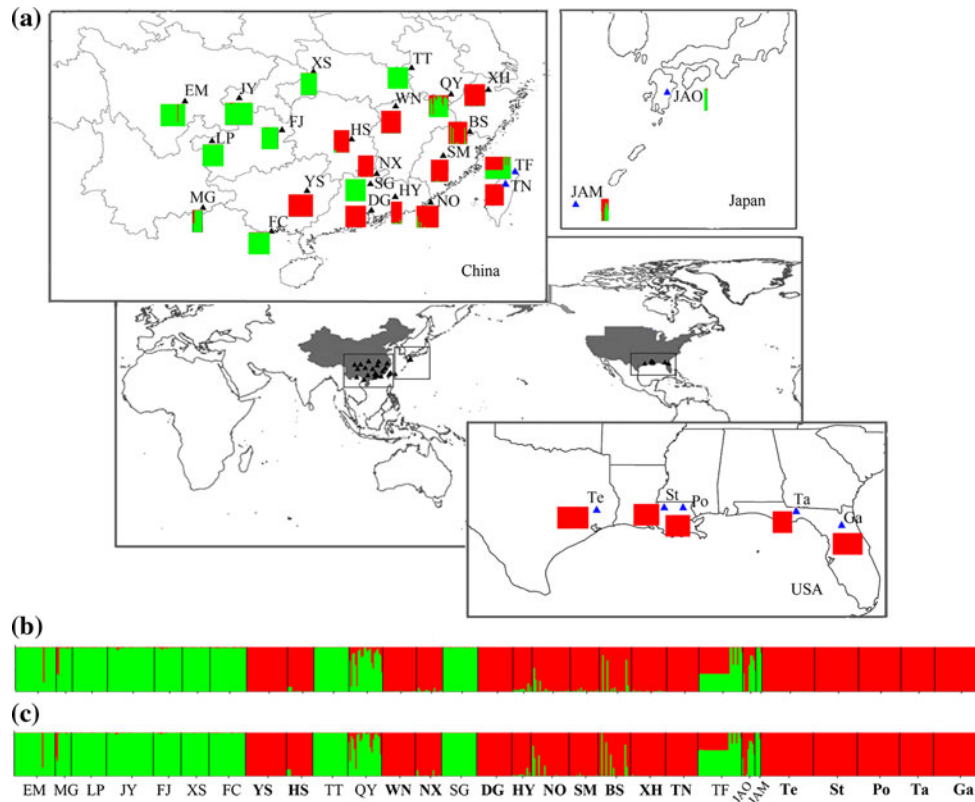 (a)
XS
TT
EM
JY
WN
QY
XH
FJ
LP
HS
BS
SM
NX
TF
SG
TN
MG
YS
HY
DG
NO
FC
China
JAO
JAM
Japan
Te
St
Po
Ta
Ga
USA
(b)
(c)
EM MG LP JY FJ XS FC YS HS TT QY WN NX SG DG HY NO SM BS XH TN TF JAO JAM Te St Po Ta Ga